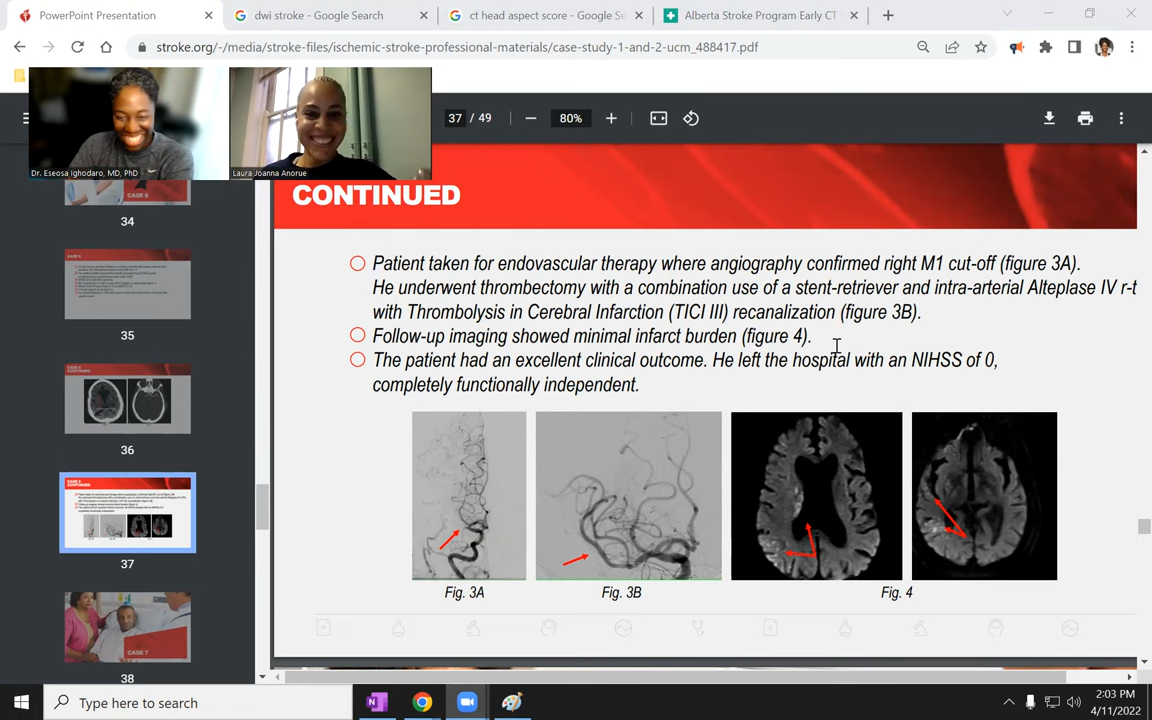 PowerPoint Presentation
dwi stroke - Google Search
ct head aspect score - Google Se
Alberta Stroke Program Early CT
stroke.org/-/media/stroke-files/ischemic-stroke-professional-materials/case-study-1-and-2-ucm_488417.pdf
37 / 49
80%
Dr. Eseosa Ighodaro, MD, PhD
Laura Joanna Anorue
CONTINUED
Patient taken for endovascular therapy where angiography confirmed right M1 cut-off (figure 3A).
He underwent thrombectomy with a combination use of a stent-retriever and intra-arterial Alteplase IV r-t
with Thrombolysis in Cerebral Infarction (TICI III) recanalization (figure 3B).
Follow-up imaging showed minimal infarct burden (figure 4).
The patient had an excellent clinical outcome. He left the hospital with an NIHSS of 0,
completely functionally independent.
Fig. 3A
Fig. 3B
Fig. 4
CASE 6
34
35
36
37
CASE 7
38
Type here to search
2:03 PM
4/11/2022